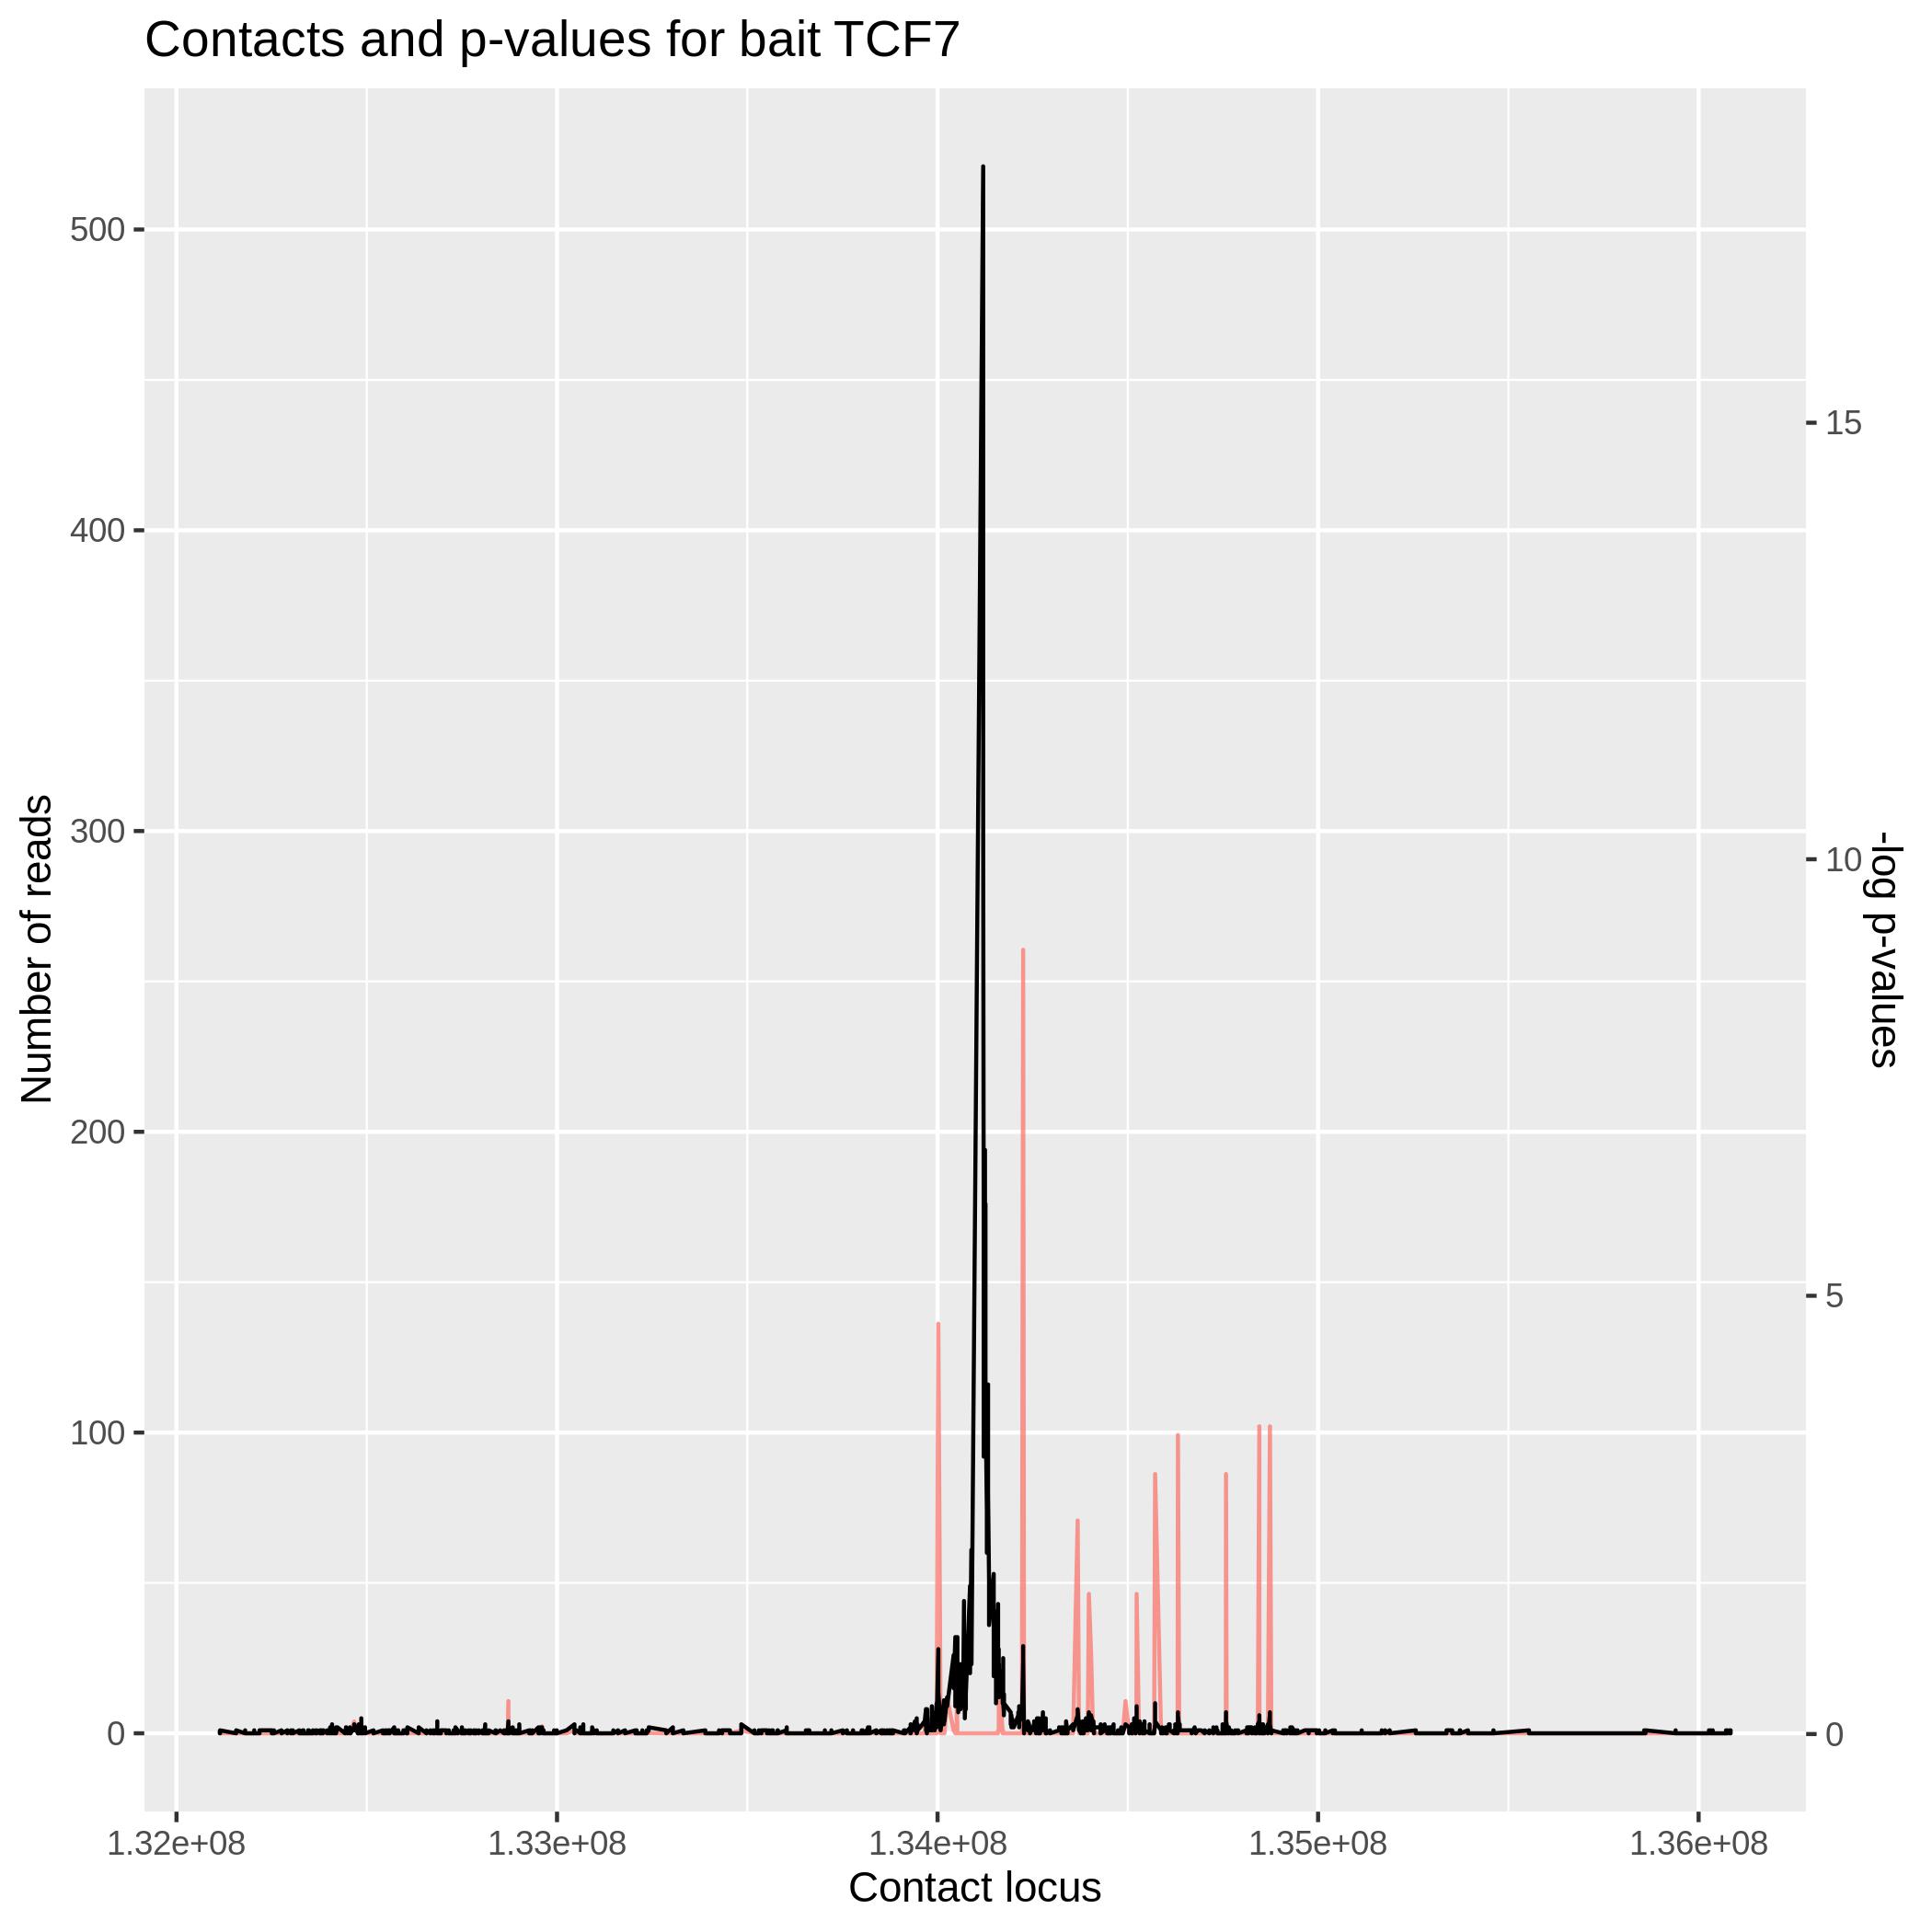 Contacts and p-values for bait TCF7
500
400
300
200
100
0
Number of reads
15
10
5
0
-log p-values
1.32e+08
1.33e+08
1.34e+08
1.35e+08
1.36e+08
Contact locus